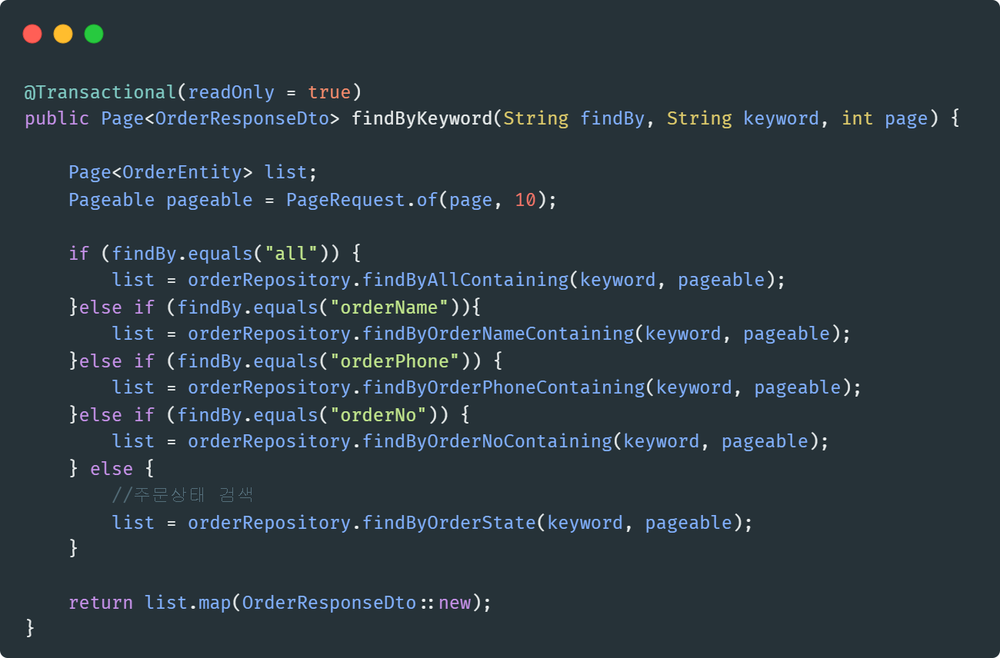 @Transactional(readOnly = true)
public Page<OrderResponseDto> findByKeyword(String findBy, String keyword, int page) {
    Page<OrderEntity> list;
    Pageable pageable = PageRequest.of(page, 10);
    if (findBy.equals("all")) {
        list = orderRepository.findByAllContaining(keyword, pageable);
    }else if (findBy.equals("orderName")){
        list = orderRepository.findByOrderNameContaining(keyword, pageable);
    }else if (findBy.equals("orderPhone")) {
        list = orderRepository.findByOrderPhoneContaining(keyword, pageable);
    }else if (findBy.equals("orderNo")) {
        list = orderRepository.findByOrderNoContaining(keyword, pageable);
    } else {
        //주문상태 검색
        list = orderRepository.findByOrderState(keyword, pageable);
    }
    return list.map(OrderResponseDto::new);
}